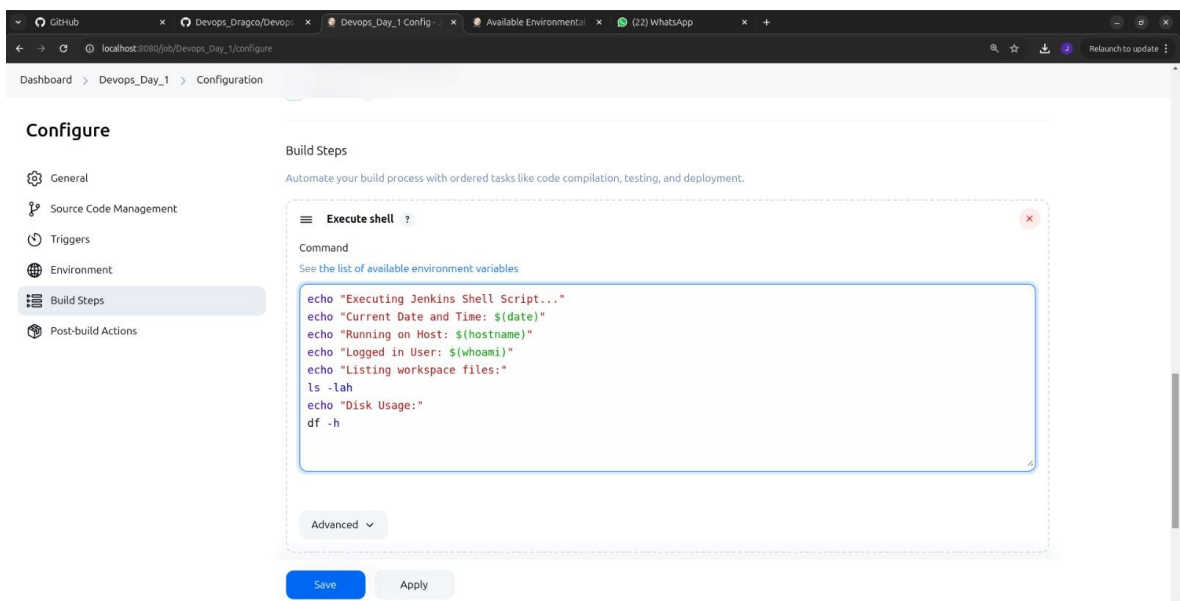 GitHub
Devops_Dragco/Devops
Devops_Day_1 Config - J
Available Environmental
(22) WhatsApp
localhost:8080/job/Devops_Day_1/configure
J
Relaunch to update
Dashboard > Devops_Day_1 > Configuration
Configure
General
Source Code Management
Triggers
Environment
Build Steps
Post-build Actions
Build Steps
Automate your build process with ordered tasks like code compilation, testing, and deployment.
Execute shell ?
Command
See the list of available environment variables
echo "Executing Jenkins Shell Script..."
echo "Current Date and Time: $(date)"
echo "Running on Host: $(hostname)"
echo "Logged in User: $(whoami)"
echo "Listing workspace files:"
ls -lah
echo "Disk Usage:"
df -h
Advanced
Save
Apply